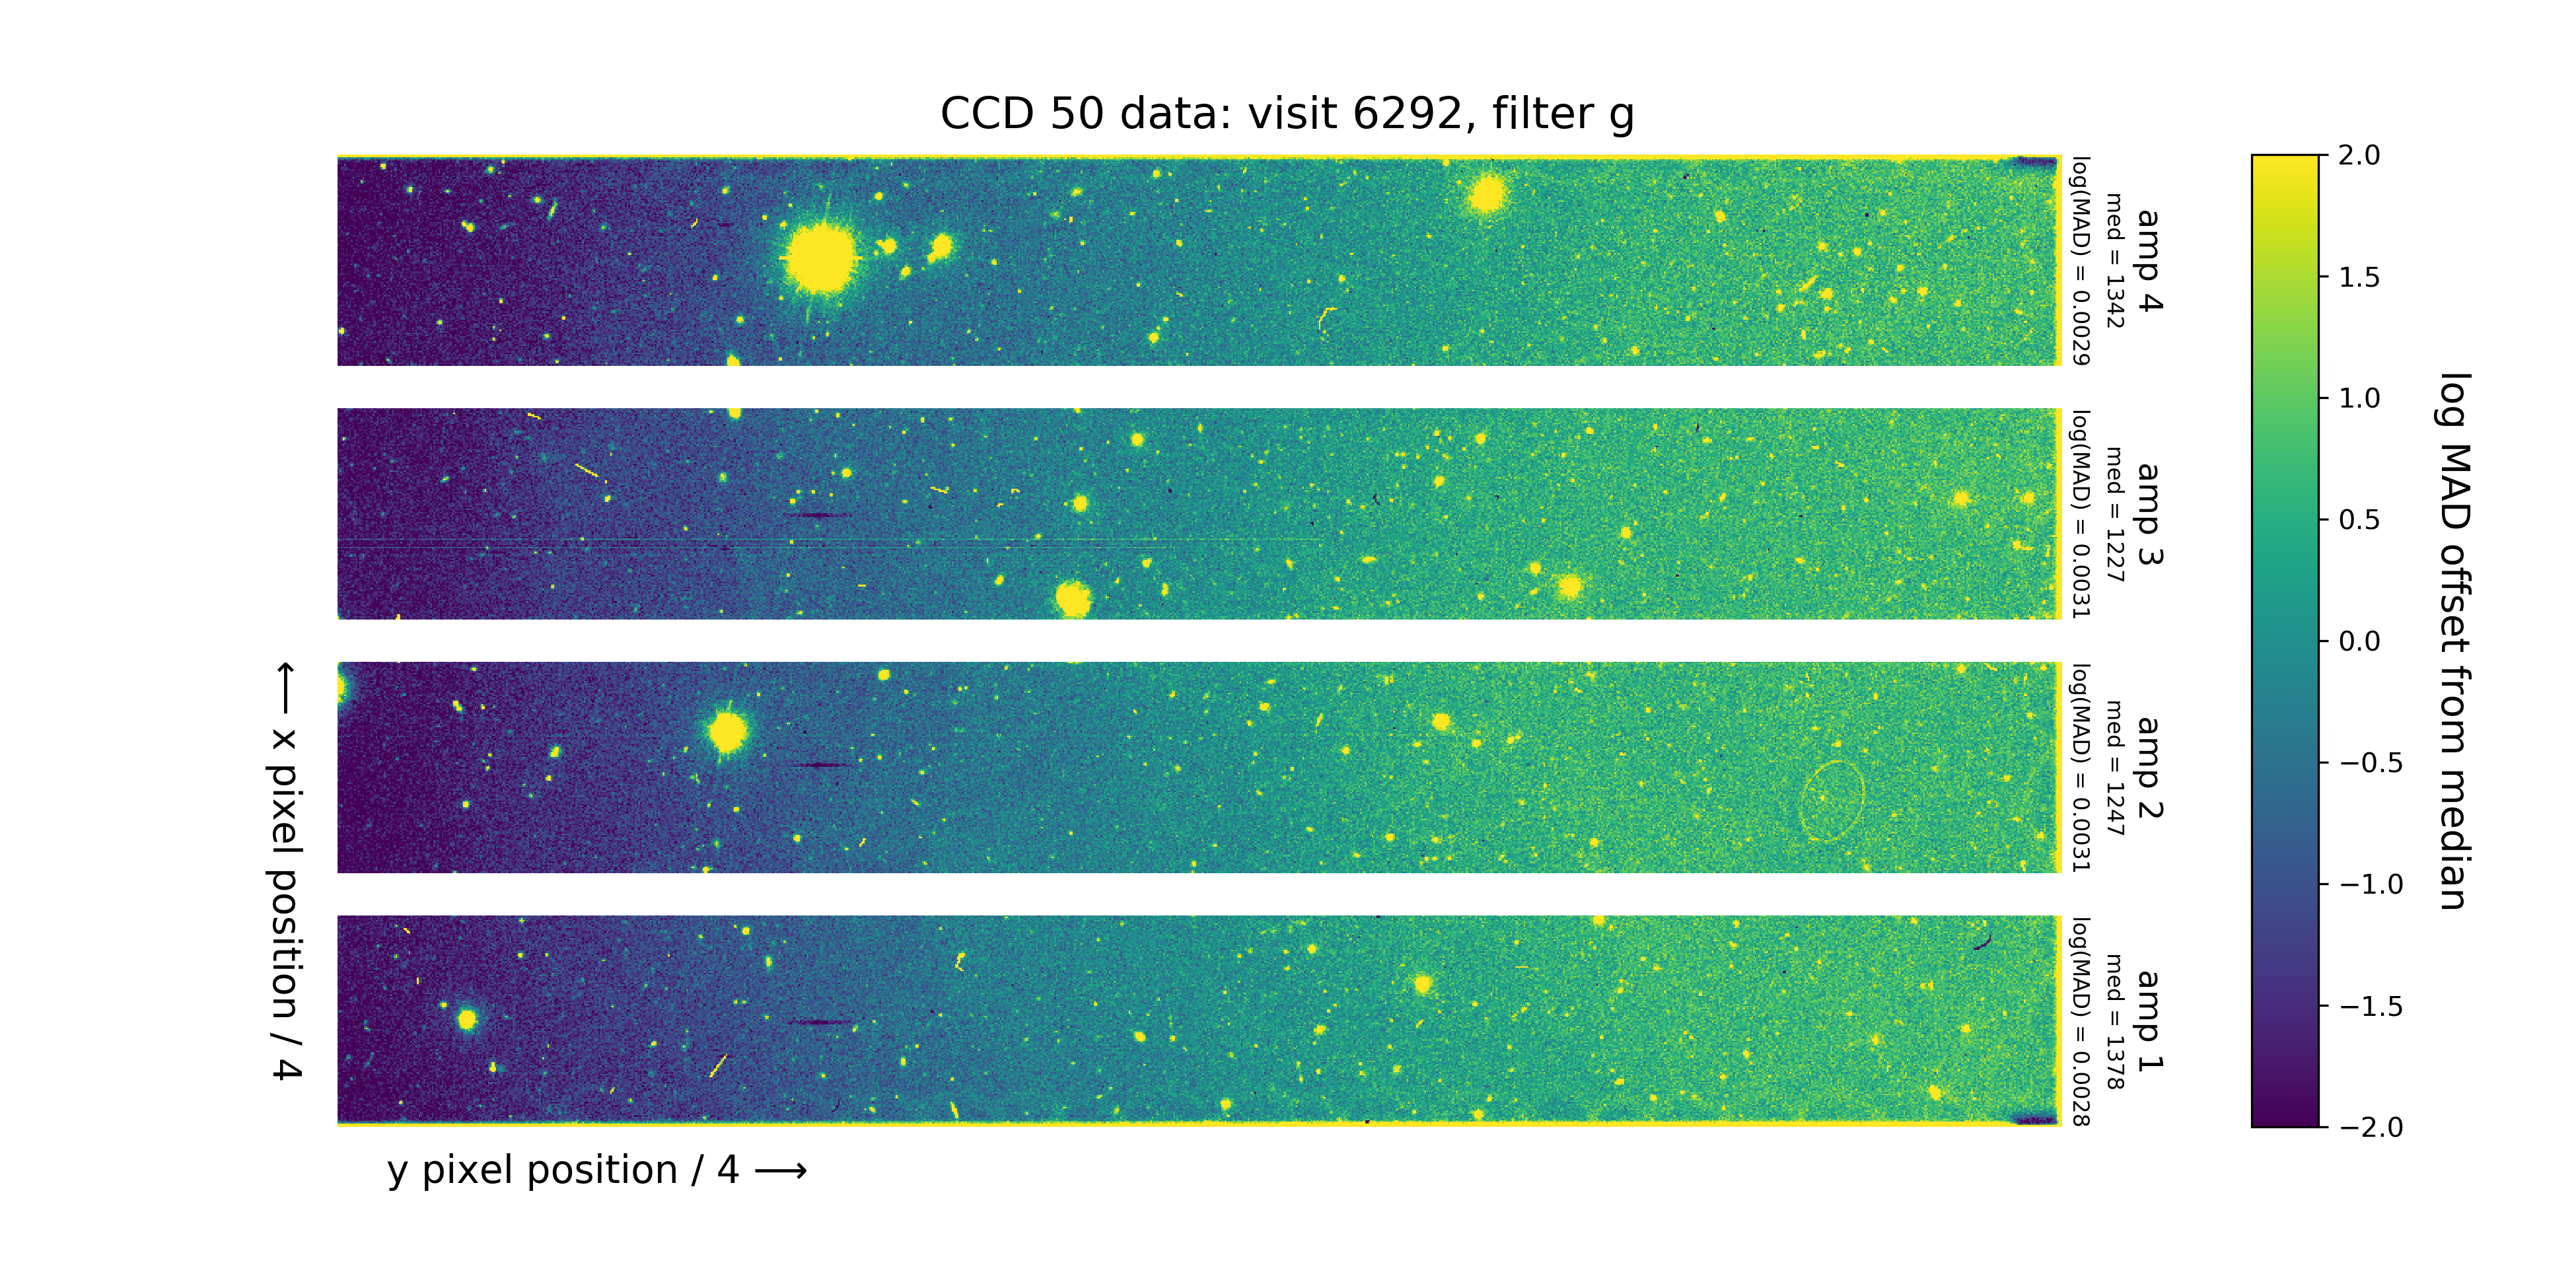 CCD 50 data: visit 6292, filter g
amp 4
med = 1342
log(MAD) = 0.0029
amp 3
med = 1227
log(MAD) = 0.0031
amp 2
med = 1247
log(MAD) = 0.0031
amp 1
med = 1378
log(MAD) = 0.0028
⟵ x pixel position / 4
y pixel position / 4 ⟶
2.0
1.5
1.0
0.5
0.0
−0.5
−1.0
−1.5
−2.0
log MAD offset from median